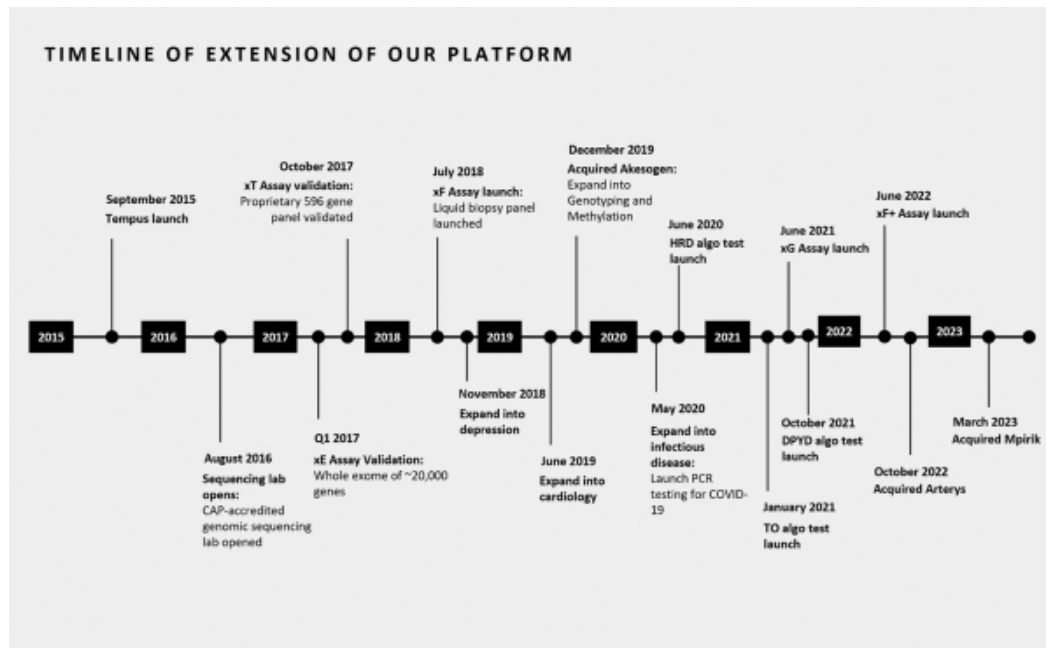 TIMELINE OF EXTENSION OF OUR PLATFORM
September 2015
Tempus launch
October 2017
xT Assay validation:
Proprietary 596 gene
panel validated
July 2018
xF Assay launch:
Liquid biopsy panel
launched
December 2019
Acquired Akesogen:
Expand into
Genotyping and
Methylation
June 2020
HRD algo test
launch
June 2021
xG Assay launch
June 2022
xF+ Assay launch
2015
2016
2017
2018
2019
2020
2021
2022
2023
August 2016
Sequencing lab
opens:
CAP-accredited
genomic sequencing
lab opened
Q1 2017
xE Assay Validation:
Whole exome of ~20,000
genes
November 2018
Expand into
depression
June 2019
Expand into
cardiology
May 2020
Expand into
infectious
disease:
Launch PCR
testing for COVID-
19
January 2021
TO algo test
launch
October 2021
DPYD algo test
launch
October 2022
Acquired Arterys
March 2023
Acquired Mpirik